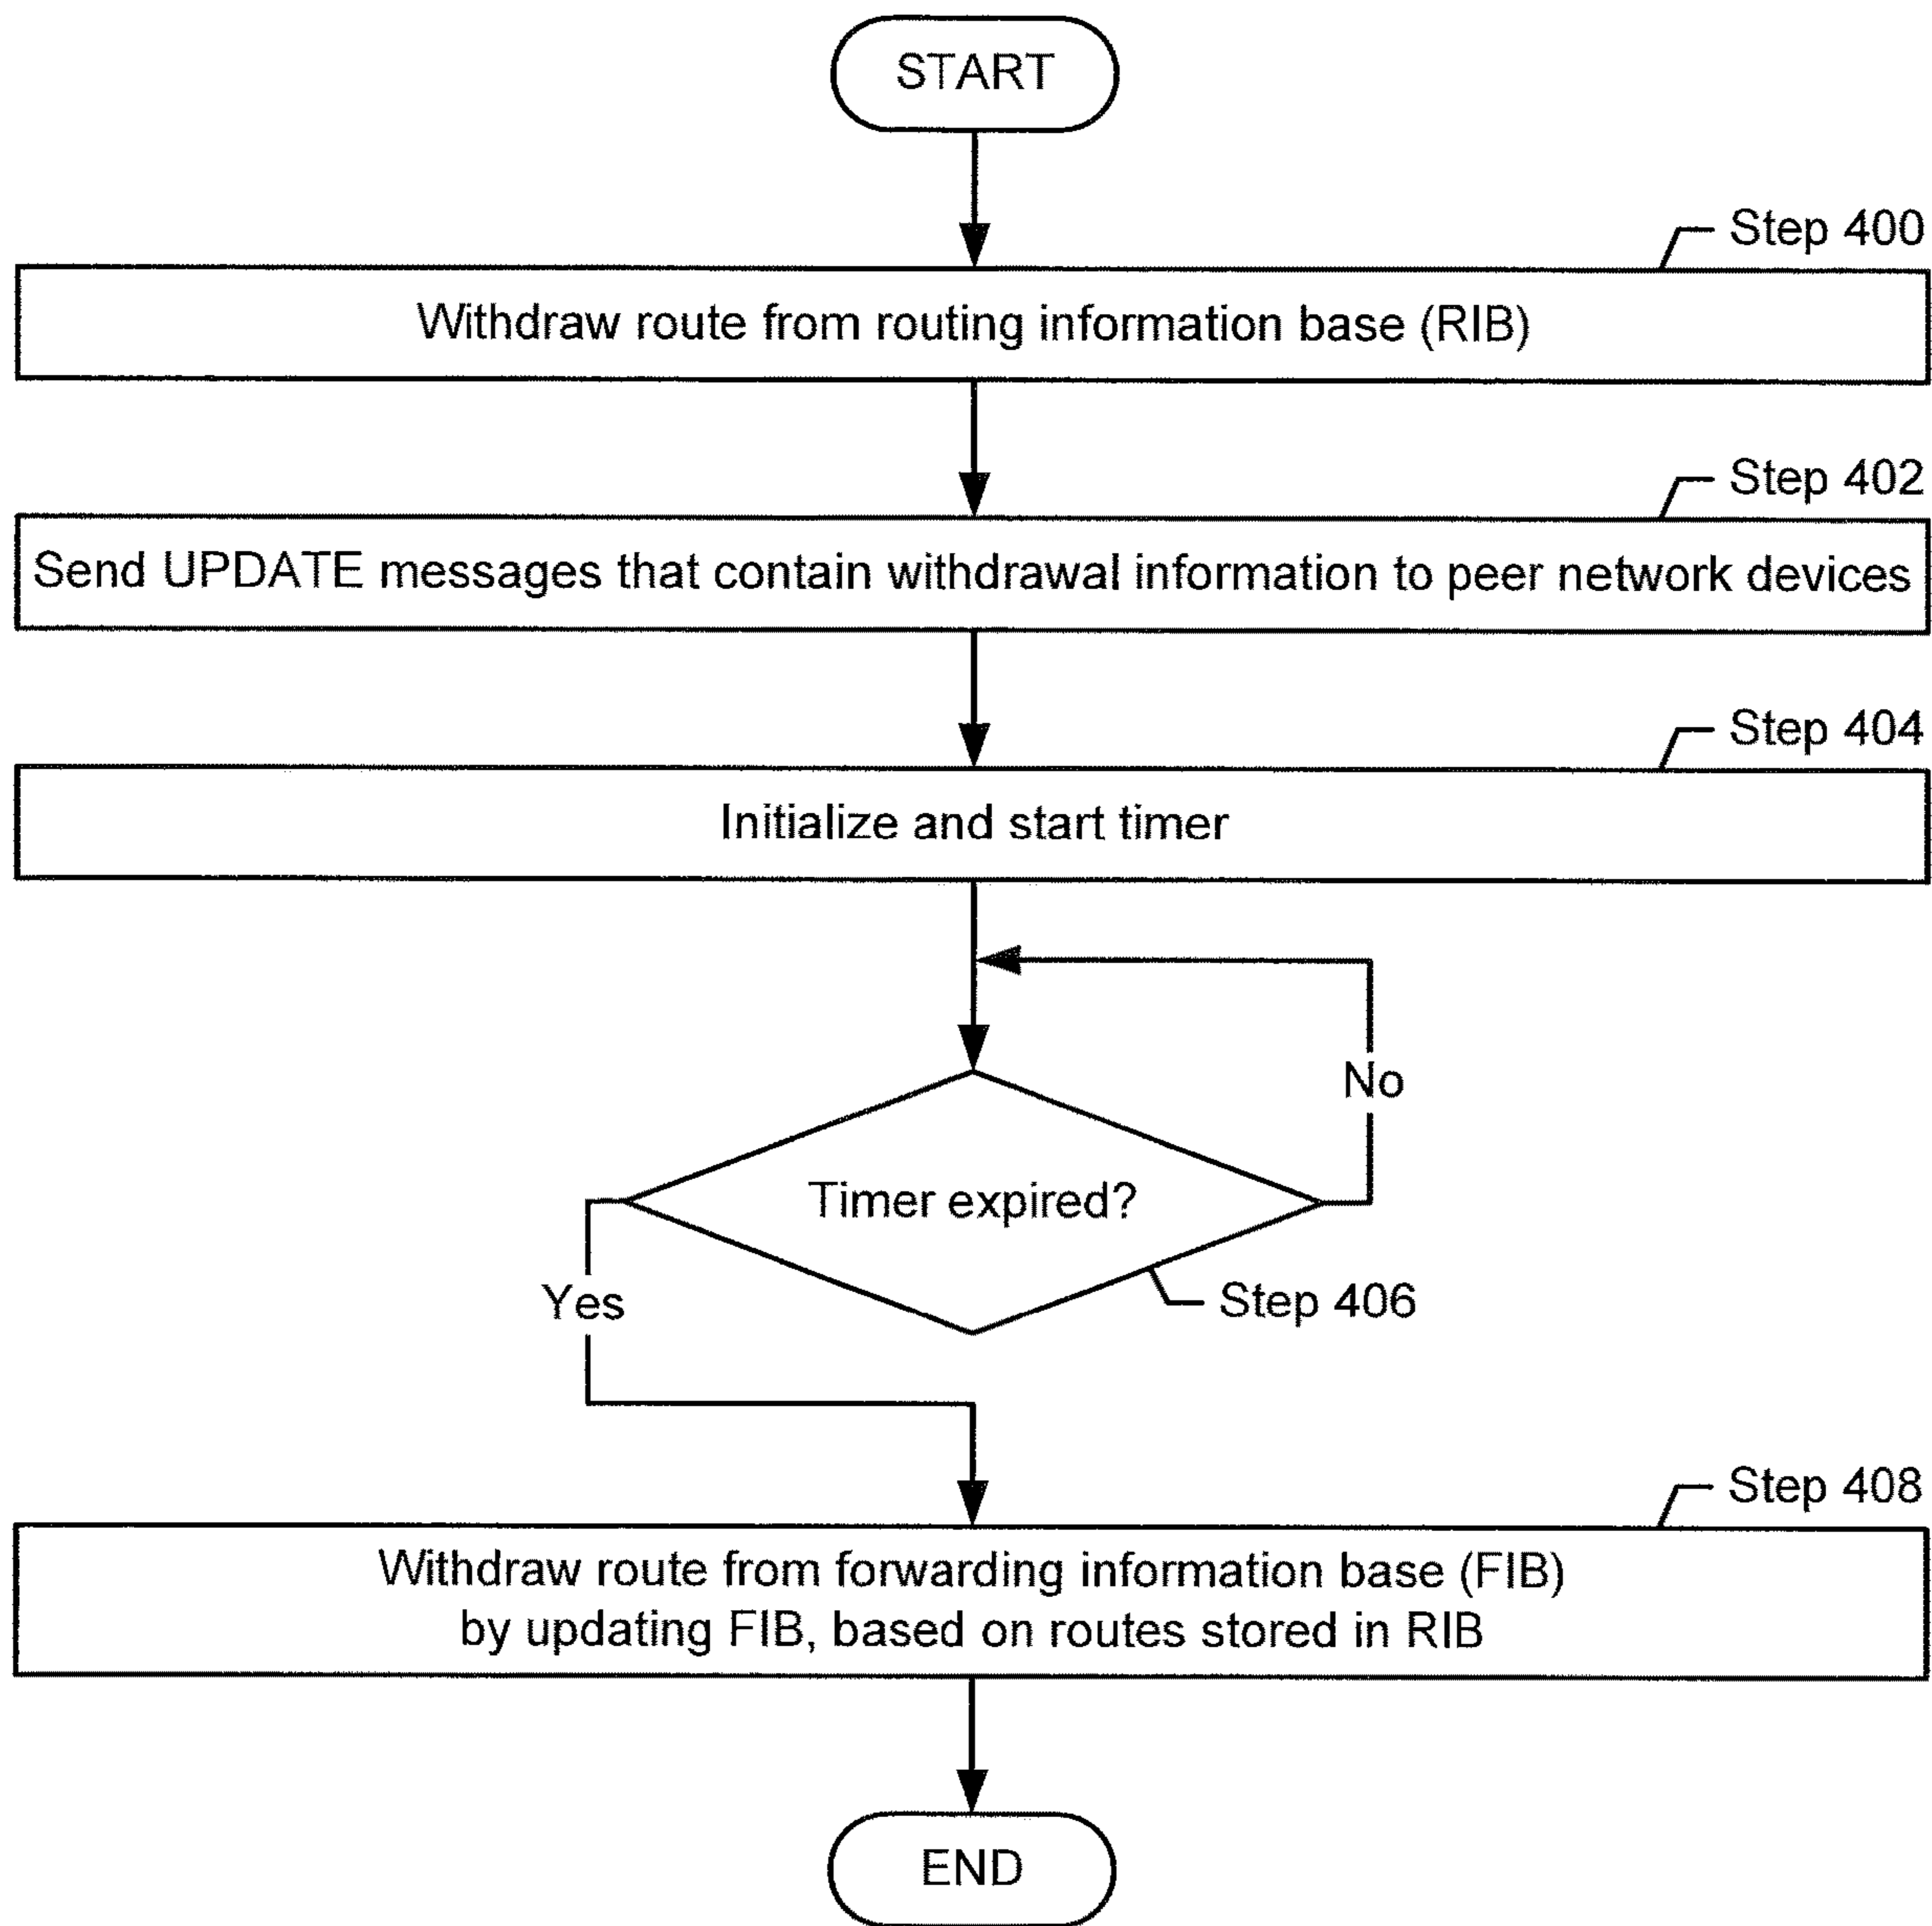 START
Step 400
Withdraw route from routing information base (RIB)
Step 402
Send UPDATE messages that contain withdrawal information to peer network devices
Step 404
Initialize and start timer
No
Timer expired?
Yes
Step 406
Step 408
Withdraw route from forwarding information base (FIB)
by updating FIB, based on routes stored in RIB
END